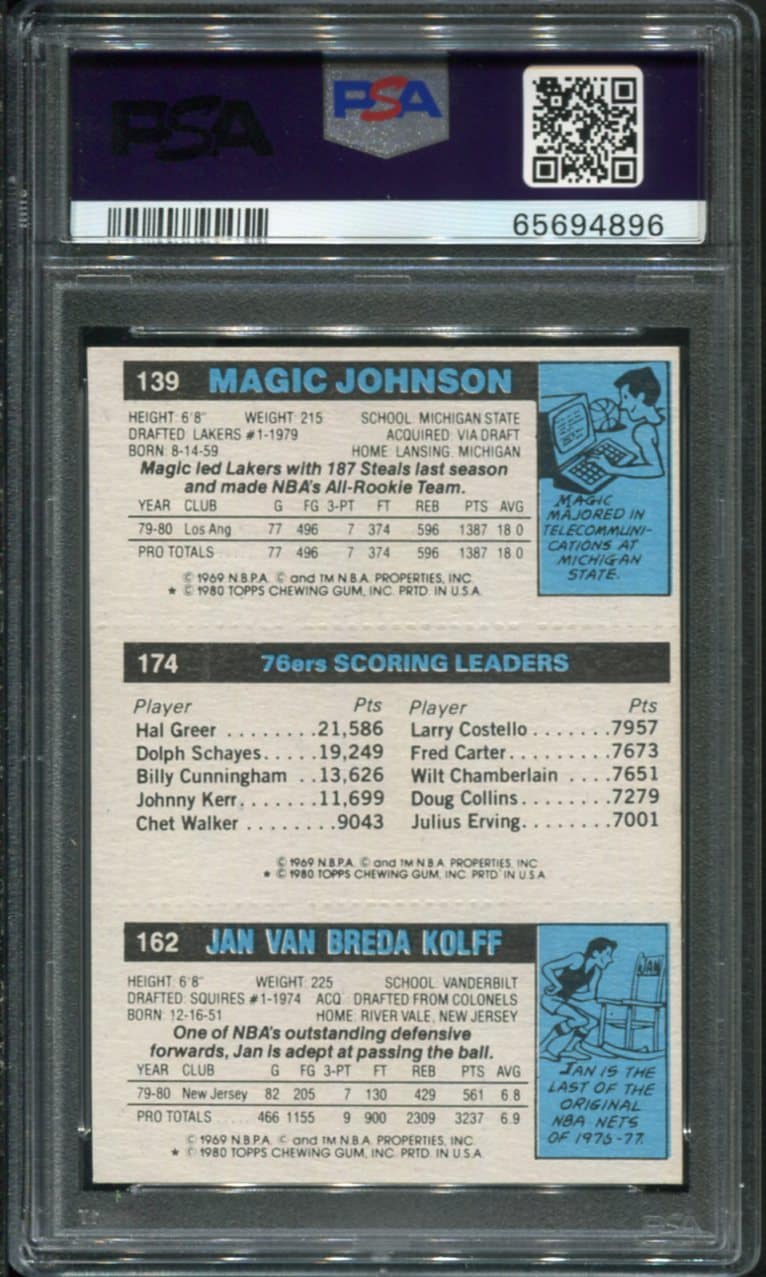 PSA
PSA
65694896
139 MAGIC JOHNSON
HEIGHT: 6'8" WEIGHT: 215 SCHOOL: MICHIGAN STATE
DRAFTED: LAKERS #1-1979 ACQUIRED: VIA DRAFT
BORN: 8-14-59 HOME: LANSING, MICHIGAN
Magic led Lakers with 187 Steals last season
and made NBA's All-Rookie Team.
YEAR CLUB G FG 3-PT FT REB PTS AVG
79-80 Los Ang 77 496 7 374 596 1387 18.0
PRO TOTALS 77 496 7 374 596 1387 18.0
© 1969 N.B.P.A. © and TM N.B.A. PROPERTIES, INC.
★ © 1980 TOPPS CHEWING GUM, INC. PRTD. IN U.S.A.
MAGIC
MAJORED IN
TELECOMMUNI-
CATIONS AT
MICHIGAN
STATE.
174 76ers SCORING LEADERS
Player Pts Player Pts
Hal Greer ........21,586 Larry Costello .......7957
Dolph Schayes.....19,249 Fred Carter.........7673
Billy Cunningham ..13,626 Wilt Chamberlain ....7651
Johnny Kerr.......11,699 Doug Collins........7279
Chet Walker ........9043 Julius Erving........7001
© 1969 N.B.P.A. © and TM N.B.A. PROPERTIES, INC.
★ © 1980 TOPPS CHEWING GUM, INC. PRTD. IN U.S.A.
162 JAN VAN BREDA KOLFF
HEIGHT: 6'8" WEIGHT: 225 SCHOOL: VANDERBILT
DRAFTED: SQUIRES #1-1974 ACQ: DRAFTED FROM COLONELS
BORN: 12-16-51 HOME: RIVER VALE, NEW JERSEY
One of NBA's outstanding defensive
forwards, Jan is adept at passing the ball.
YEAR CLUB G FG 3-PT FT REB PTS AVG
79-80 New Jersey 82 205 7 130 429 561 6.8
PRO TOTALS ..... 466 1155 9 900 2309 3237 6.9
© 1969 N.B.P.A. © and TM N.B.A. PROPERTIES, INC.
★ © 1980 TOPPS CHEWING GUM, INC. PRTD. IN U.S.A.
JAN
JAN IS THE
LAST OF THE
ORIGINAL
NBA NETS
OF 1976-77.
PSA